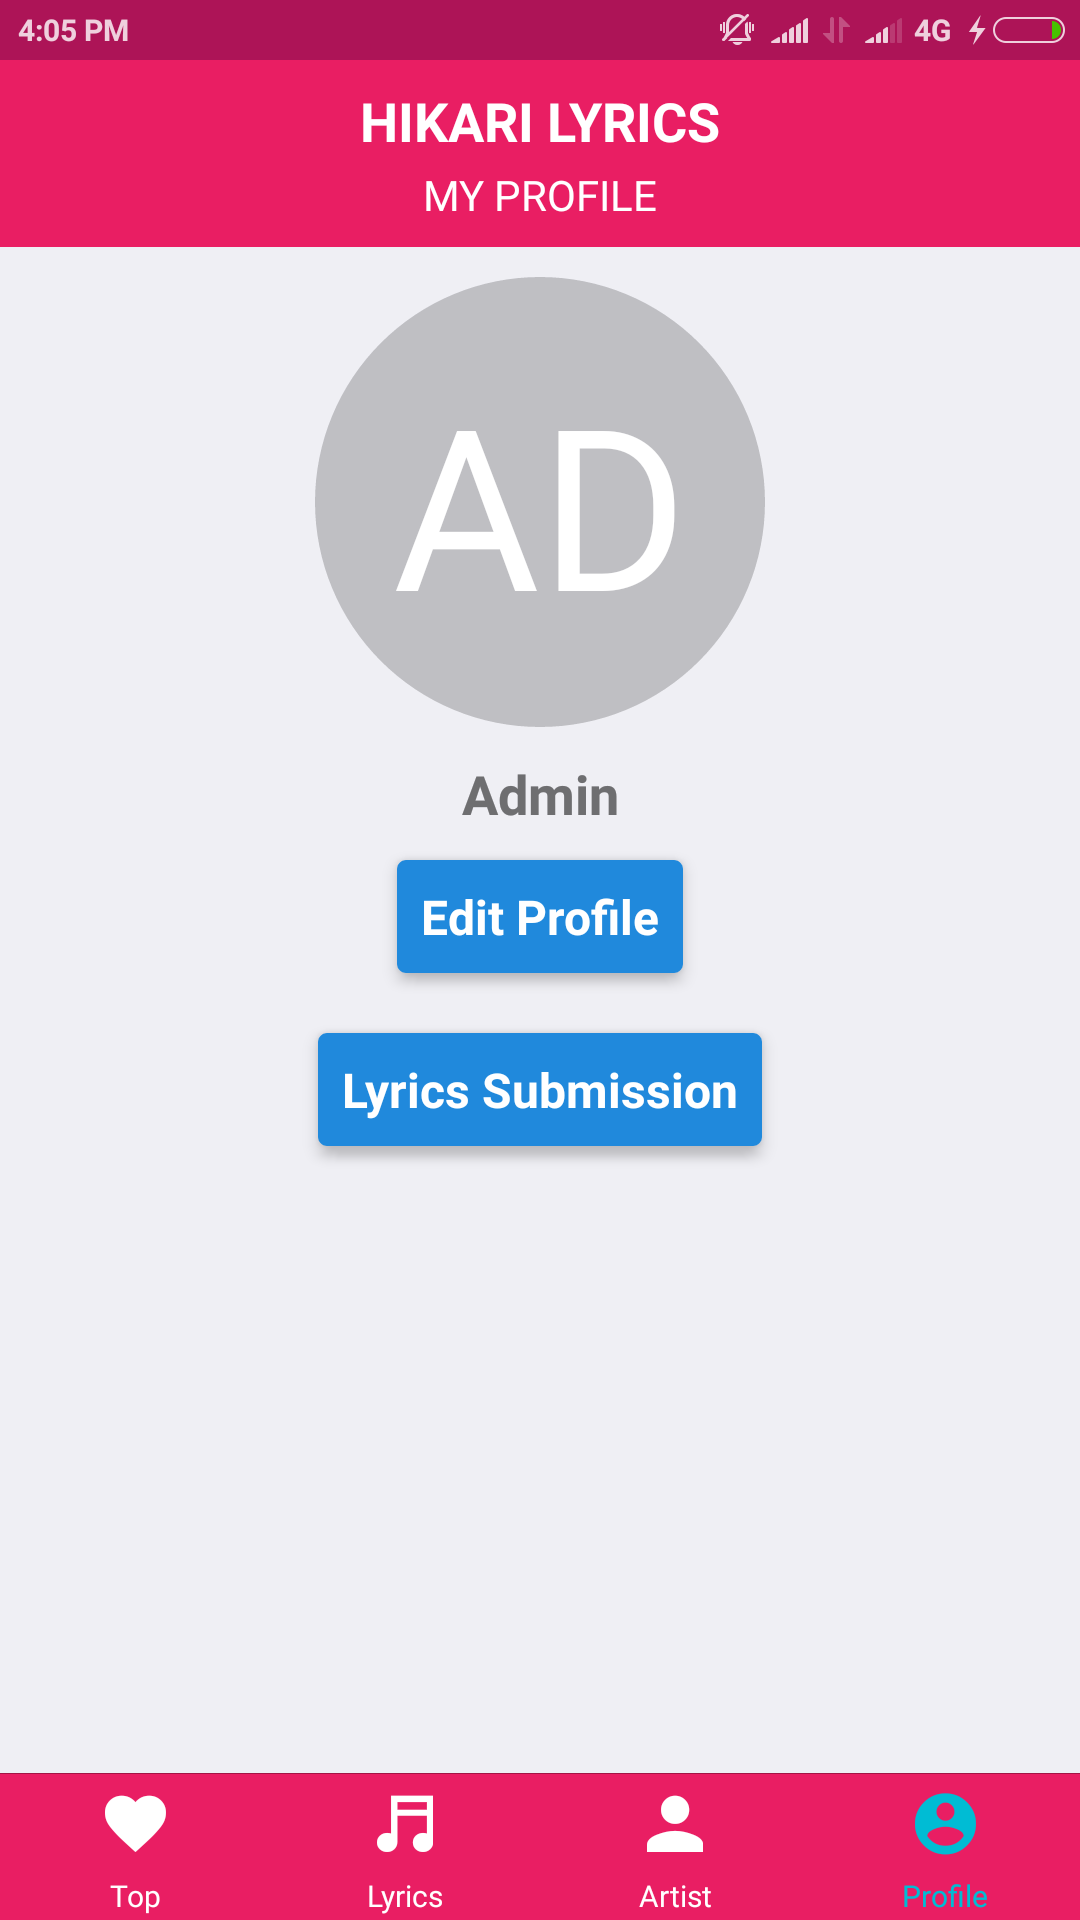 4:05 PM 4G
HIKARI LYRICS
MY PROFILE
AD
Admin
Edit Profile
Lyrics Submission
Top Lyrics Artist Profile